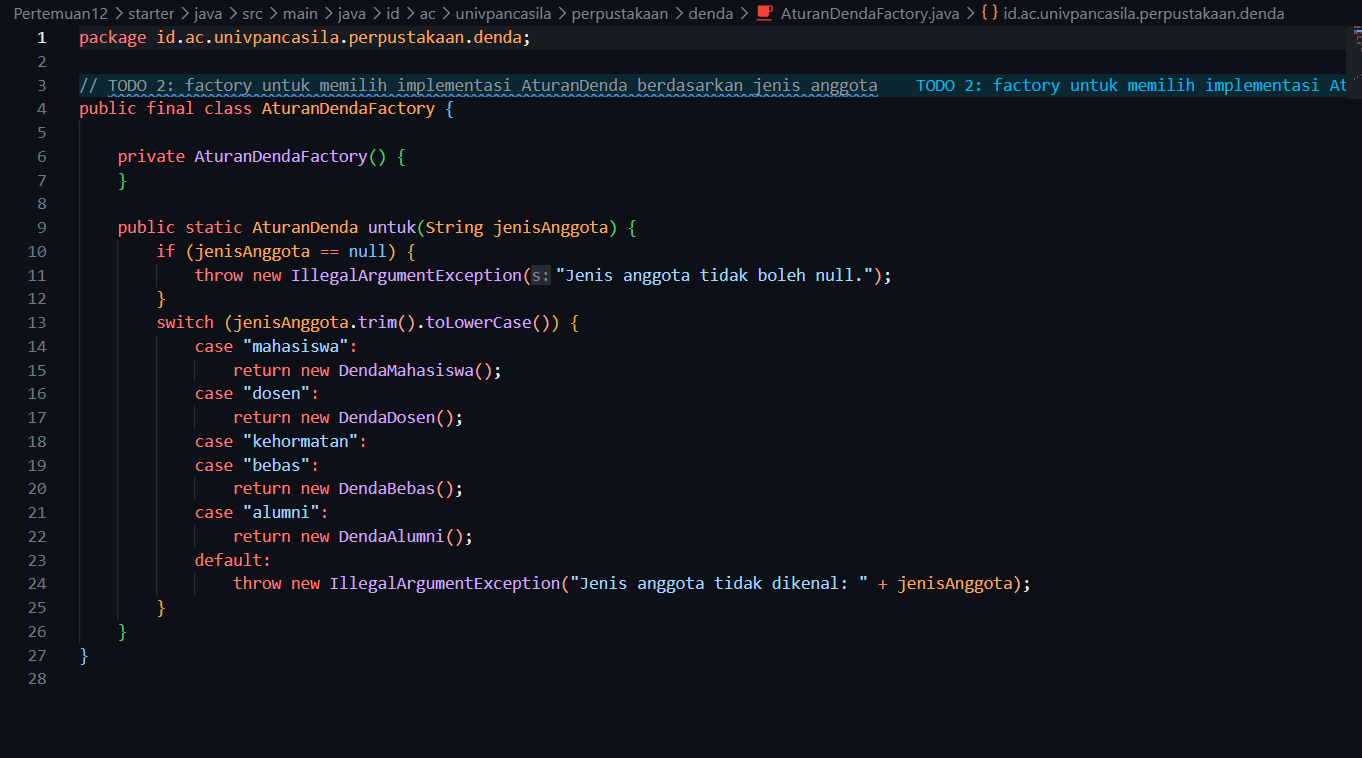 Pertemuan12 > starter > java > src > main > java > id > ac > univpancasila > perpustakaan > denda > AturanDendaFactory.java > {} id.ac.univpancasila.perpustakaan.denda
1 package id.ac.univpancasila.perpustakaan.denda;
2
3 // TODO 2: factory untuk memilih implementasi AturanDenda berdasarkan jenis anggota TODO 2: factory untuk memilih implementasi At
4 public final class AturanDendaFactory {
5
6     private AturanDendaFactory() {
7     }
8
9     public static AturanDenda untuk(String jenisAnggota) {
10         if (jenisAnggota == null) {
11             throw new IllegalArgumentException(s: "Jenis anggota tidak boleh null.");
12         }
13         switch (jenisAnggota.trim().toLowerCase()) {
14             case "mahasiswa":
15                 return new DendaMahasiswa();
16             case "dosen":
17                 return new DendaDosen();
18             case "kehormatan":
19             case "bebas":
20                 return new DendaBebas();
21             case "alumni":
22                 return new DendaAlumni();
23             default:
24                 throw new IllegalArgumentException("Jenis anggota tidak dikenal: " + jenisAnggota);
25         }
26     }
27 }
28